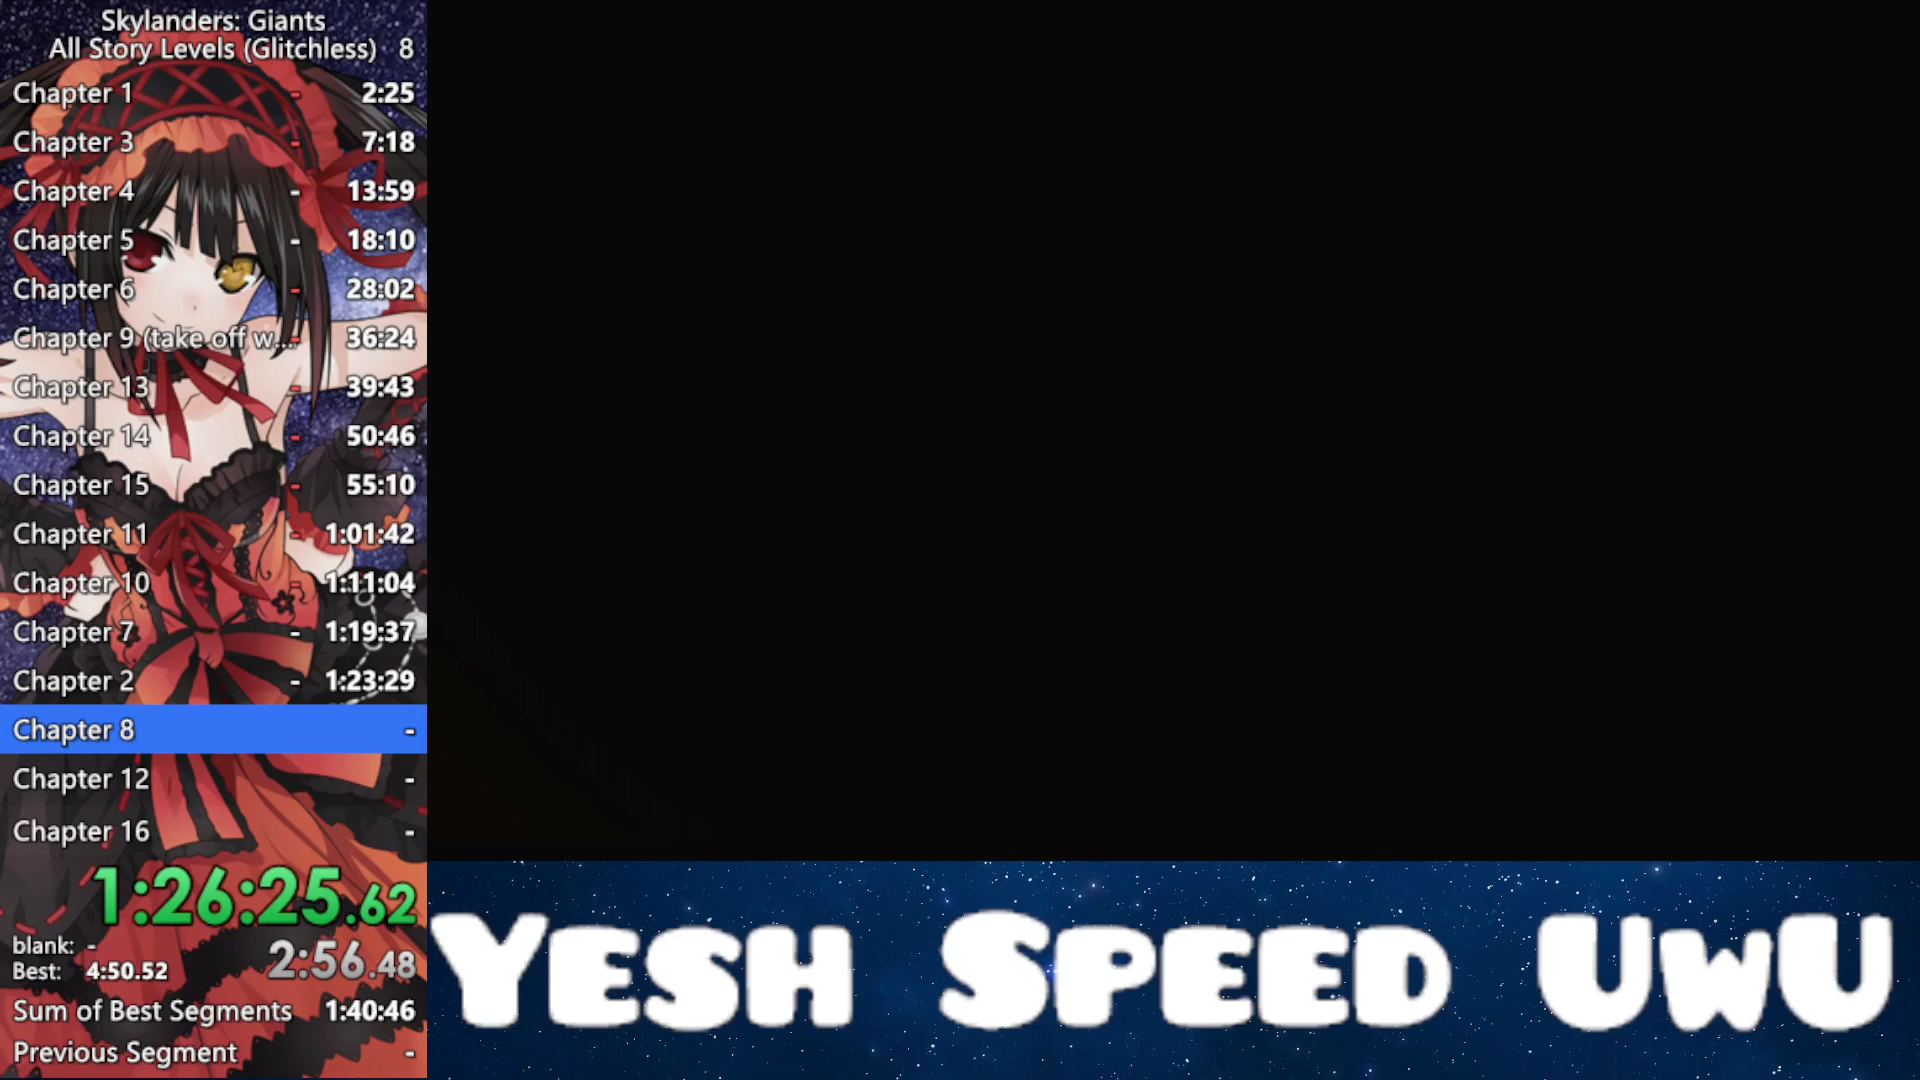 Skylanders: Giants
All Story Levels (Glitchless) 8
Chapter 1 - 2:25
Chapter 3 - 7:18
Chapter 4 - 13:59
Chapter 5 - 18:10
Chapter 6 - 28:02
Chapter 9 (take off w... - 36:24
Chapter 13 - 39:43
Chapter 14 - 50:46
Chapter 15 - 55:10
Chapter 11 - 1:01:42
Chapter 10 - 1:11:04
Chapter 7 - 1:19:37
Chapter 2 - 1:23:29
Chapter 8 -
Chapter 12 -
Chapter 16 -
1:26:25.62
blank: -
Best: 4:50.52 2:56.48
Sum of Best Segments 1:40:46
Previous Segment -
Yesh Speed UwU